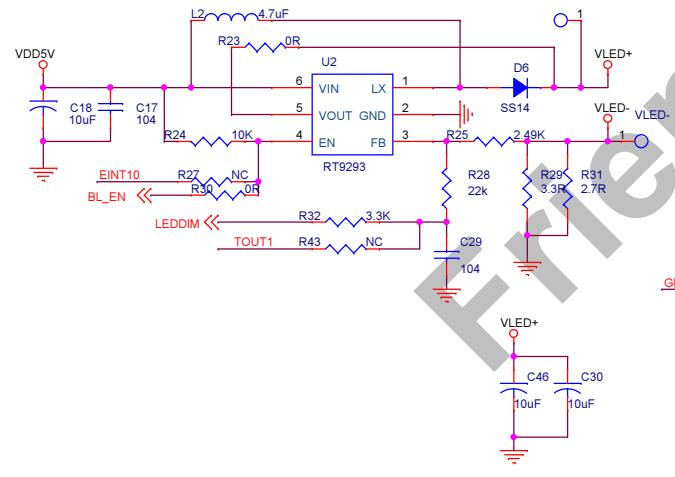 L2 4.7uF
1
R23 0R
VDD5V
U2
VLED+
D6
6 VIN LX 1
SS14
C18 10uF
C17 104
5 VOUT GND 2
VLED-
VLED-
R24 10K
4 EN FB 3
R25 2.49K
1
RT9293
EINT10 R27 NC
R28 22k
R29 3.3R
R31 2.7R
BL_EN R30 0R
LEDDIM R32 3.3K
TOUT1 R43 NC
C29 104
Frie
VLED+
C46 10uF
C30 10uF